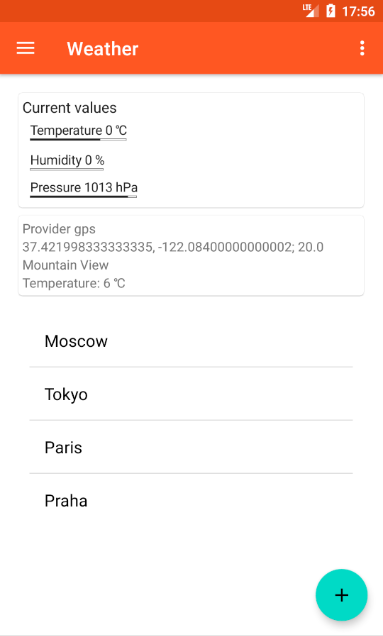 LTE 17:56
Weather
Current values
Temperature 0 ℃
Humidity 0 %
Pressure 1013 hPa
Provider gps
37.421998333333335, -122.08400000000002; 20.0
Mountain View
Temperature: 6 ℃
Moscow
Tokyo
Paris
Praha
+